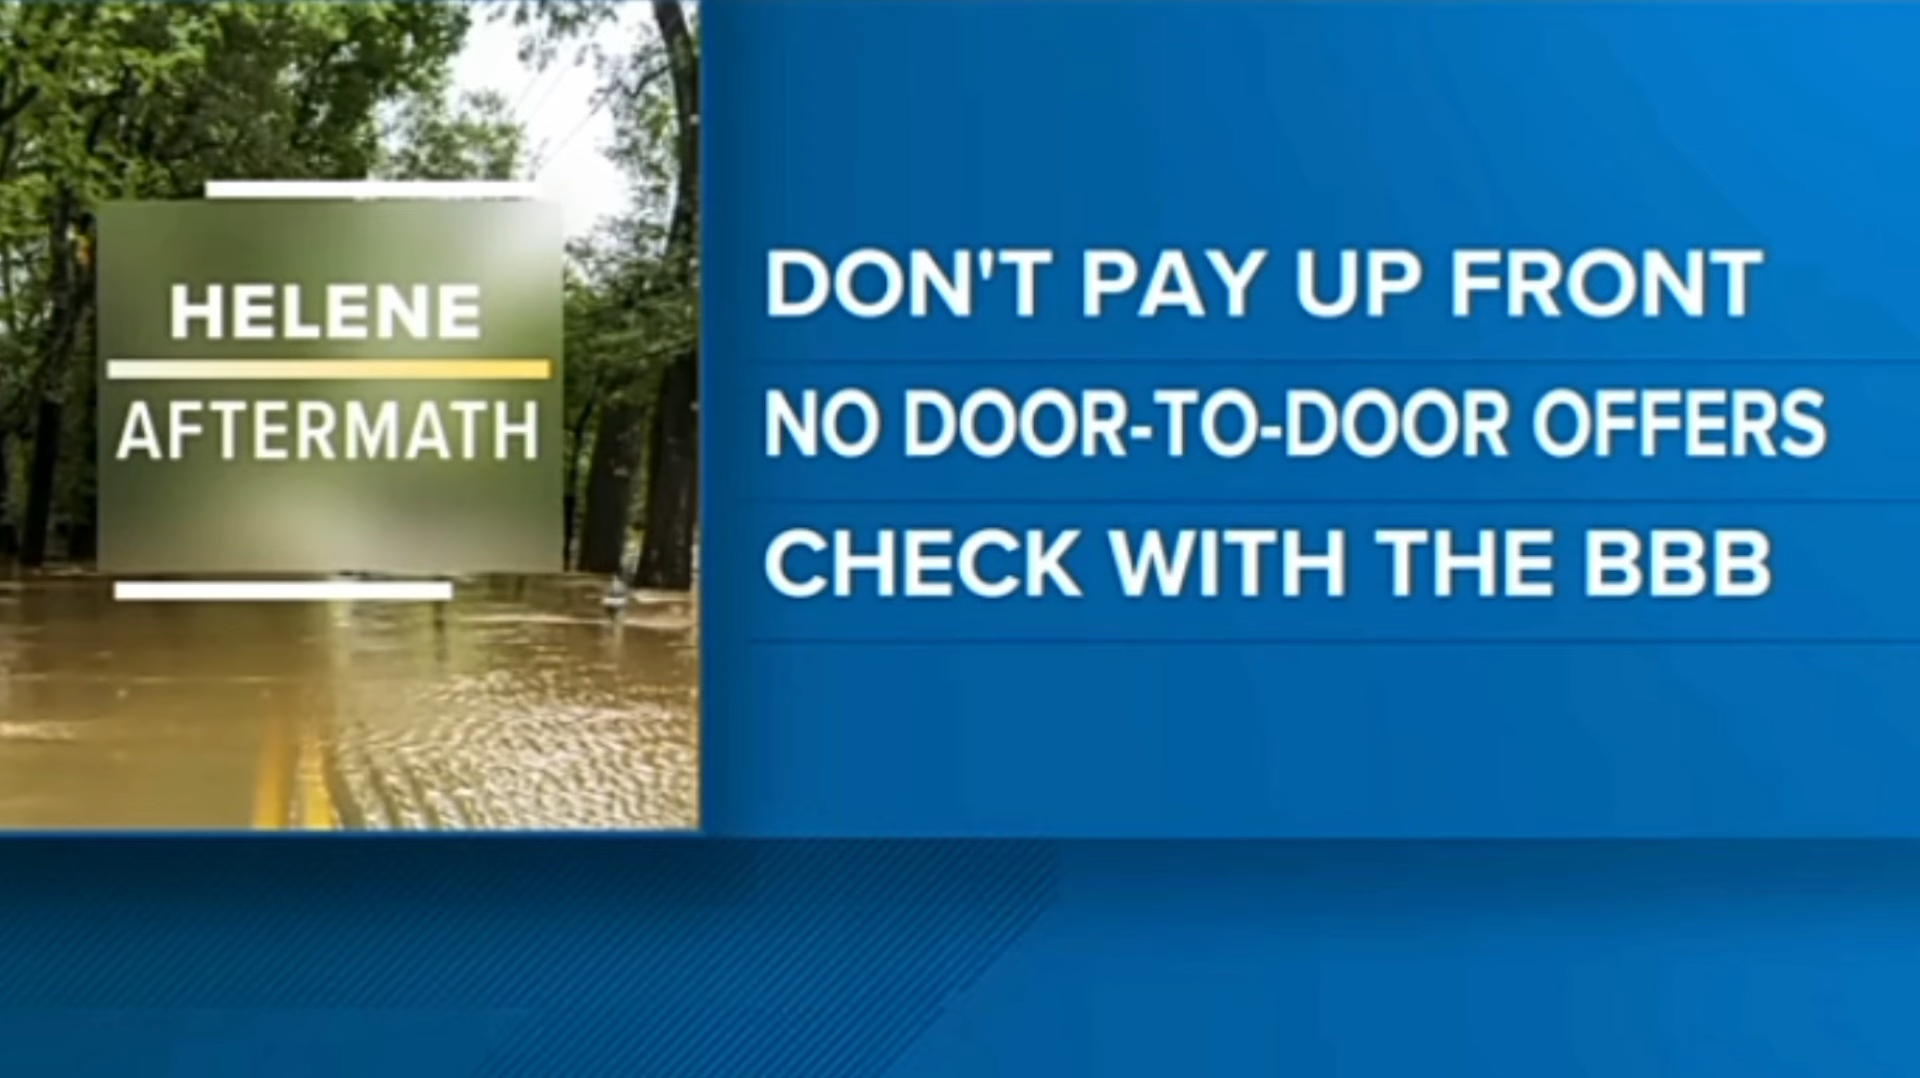 HELENE
AFTERMATH
DON'T PAY UP FRONT
NO DOOR-TO-DOOR OFFERS
CHECK WITH THE BBB